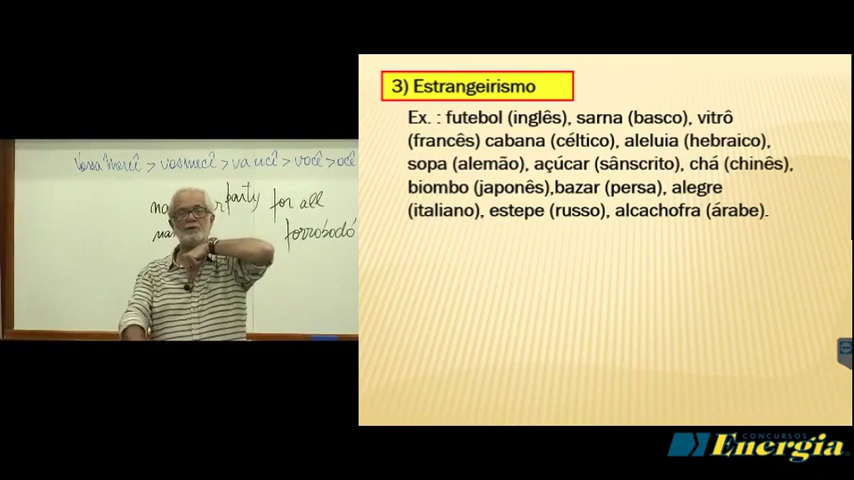 3) Estrangeirismo
Ex. : futebol (inglês), sarna (basco), vitrô
(francês) cabana (céltico), aleluia (hebraico),
sopa (alemão), açúcar (sânscrito), chá (chinês),
biombo (japonês),bazar (persa), alegre
(italiano), estepe (russo), alcachofra (árabe).
Vossa Mercê > vosmecê > vancê > você > ocê
party for all
forrobodó
CONCURSOS
Energia